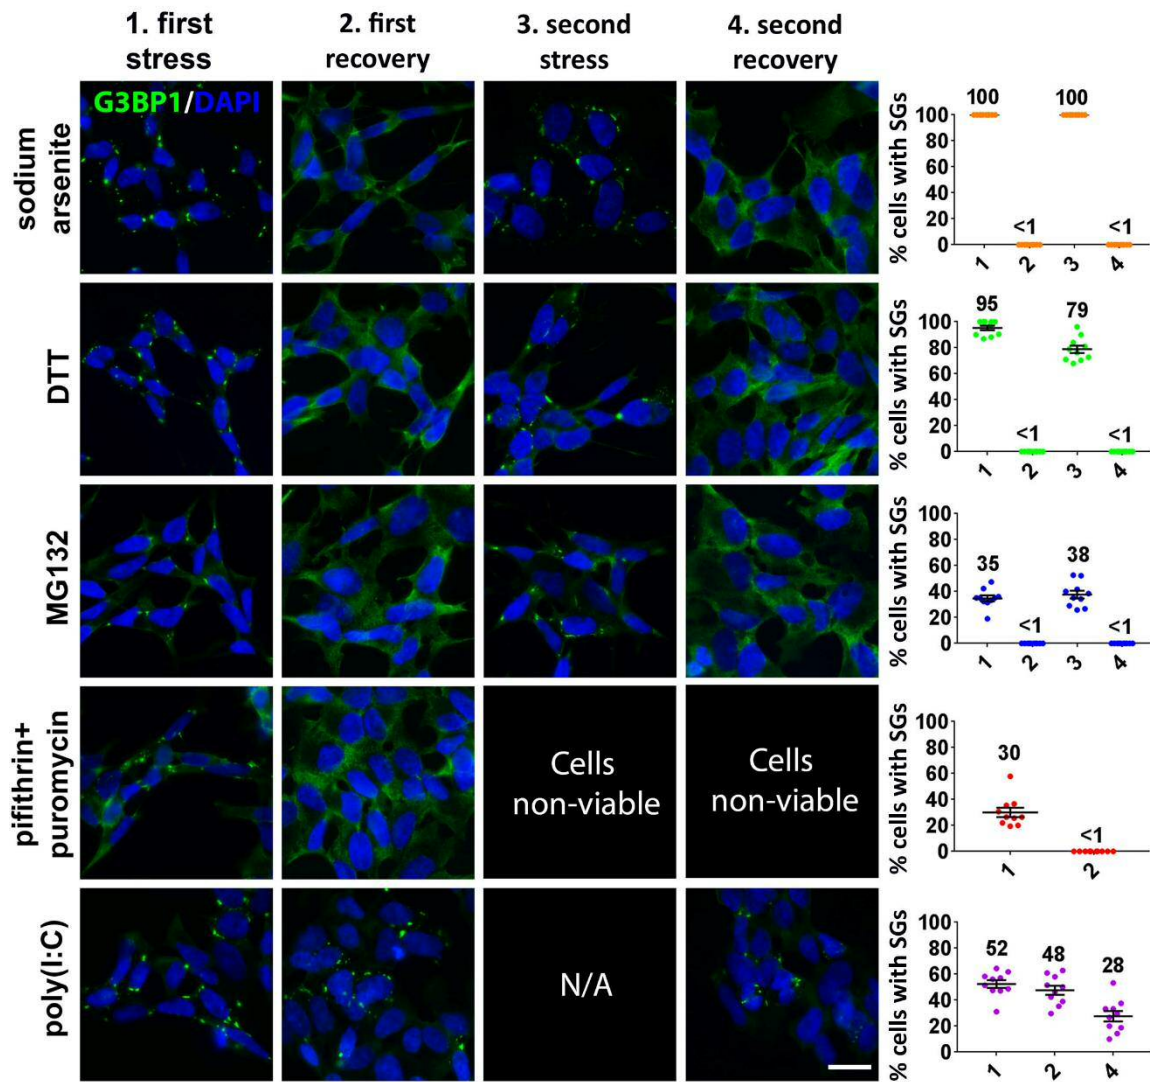 1. first
stress
2. first
recovery
3. second
stress
4. second
recovery
sodium
arsenite
G3BP1/DAPI
% cells with SGs
100
80
60
40
20
0
100
<1
100
<1
1
2
3
4
DTT
% cells with SGs
100
80
60
40
20
0
95
<1
79
<1
1
2
3
4
MG132
% cells with SGs
100
80
60
40
20
0
35
<1
38
<1
1
2
3
4
pifithrin+
puromycin
Cells
non-viable
Cells
non-viable
% cells with SGs
100
80
60
40
20
0
30
<1
1
2
poly(I:C)
N/A
% cells with SGs
100
80
60
40
20
0
52
48
28
1
2
4